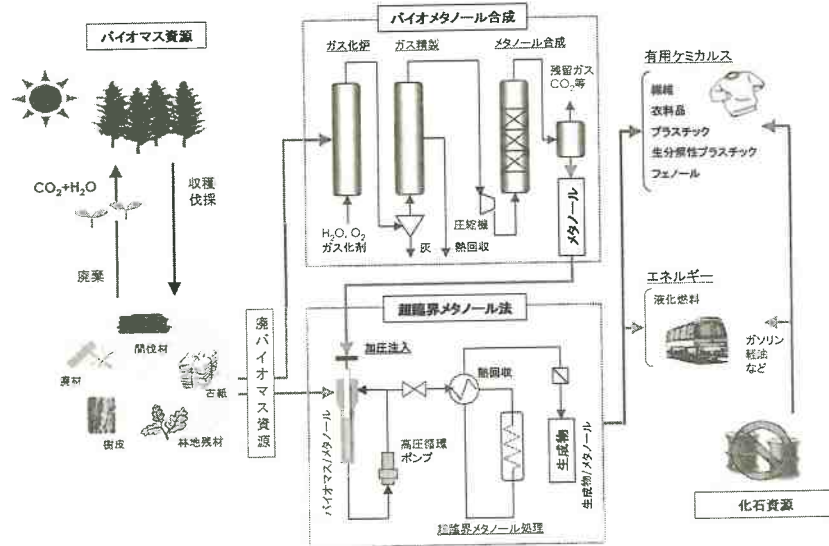 バイオマス資源
CO₂+H₂O
収穫
伐採
廃棄
間伐材
廃材
古紙
樹皮
林地残材
廃バイオマス資源
バイオメタノール合成
ガス化炉
ガス精製
メタノール合成
残留ガス
CO₂等
H₂O, O₂
ガス化剤
灰
熱回収
圧縮機
メタノール
超臨界メタノール法
加圧注入
バイオマス/メタノール
高圧循環
ポンプ
熱回収
超臨界メタノール処理
生成物
生成物/メタノール
有用ケミカルス
繊維
衣料品
プラスチック
生分解性プラスチック
フェノール
エネルギー
液化燃料
ガソリン
軽油
など
化石資源